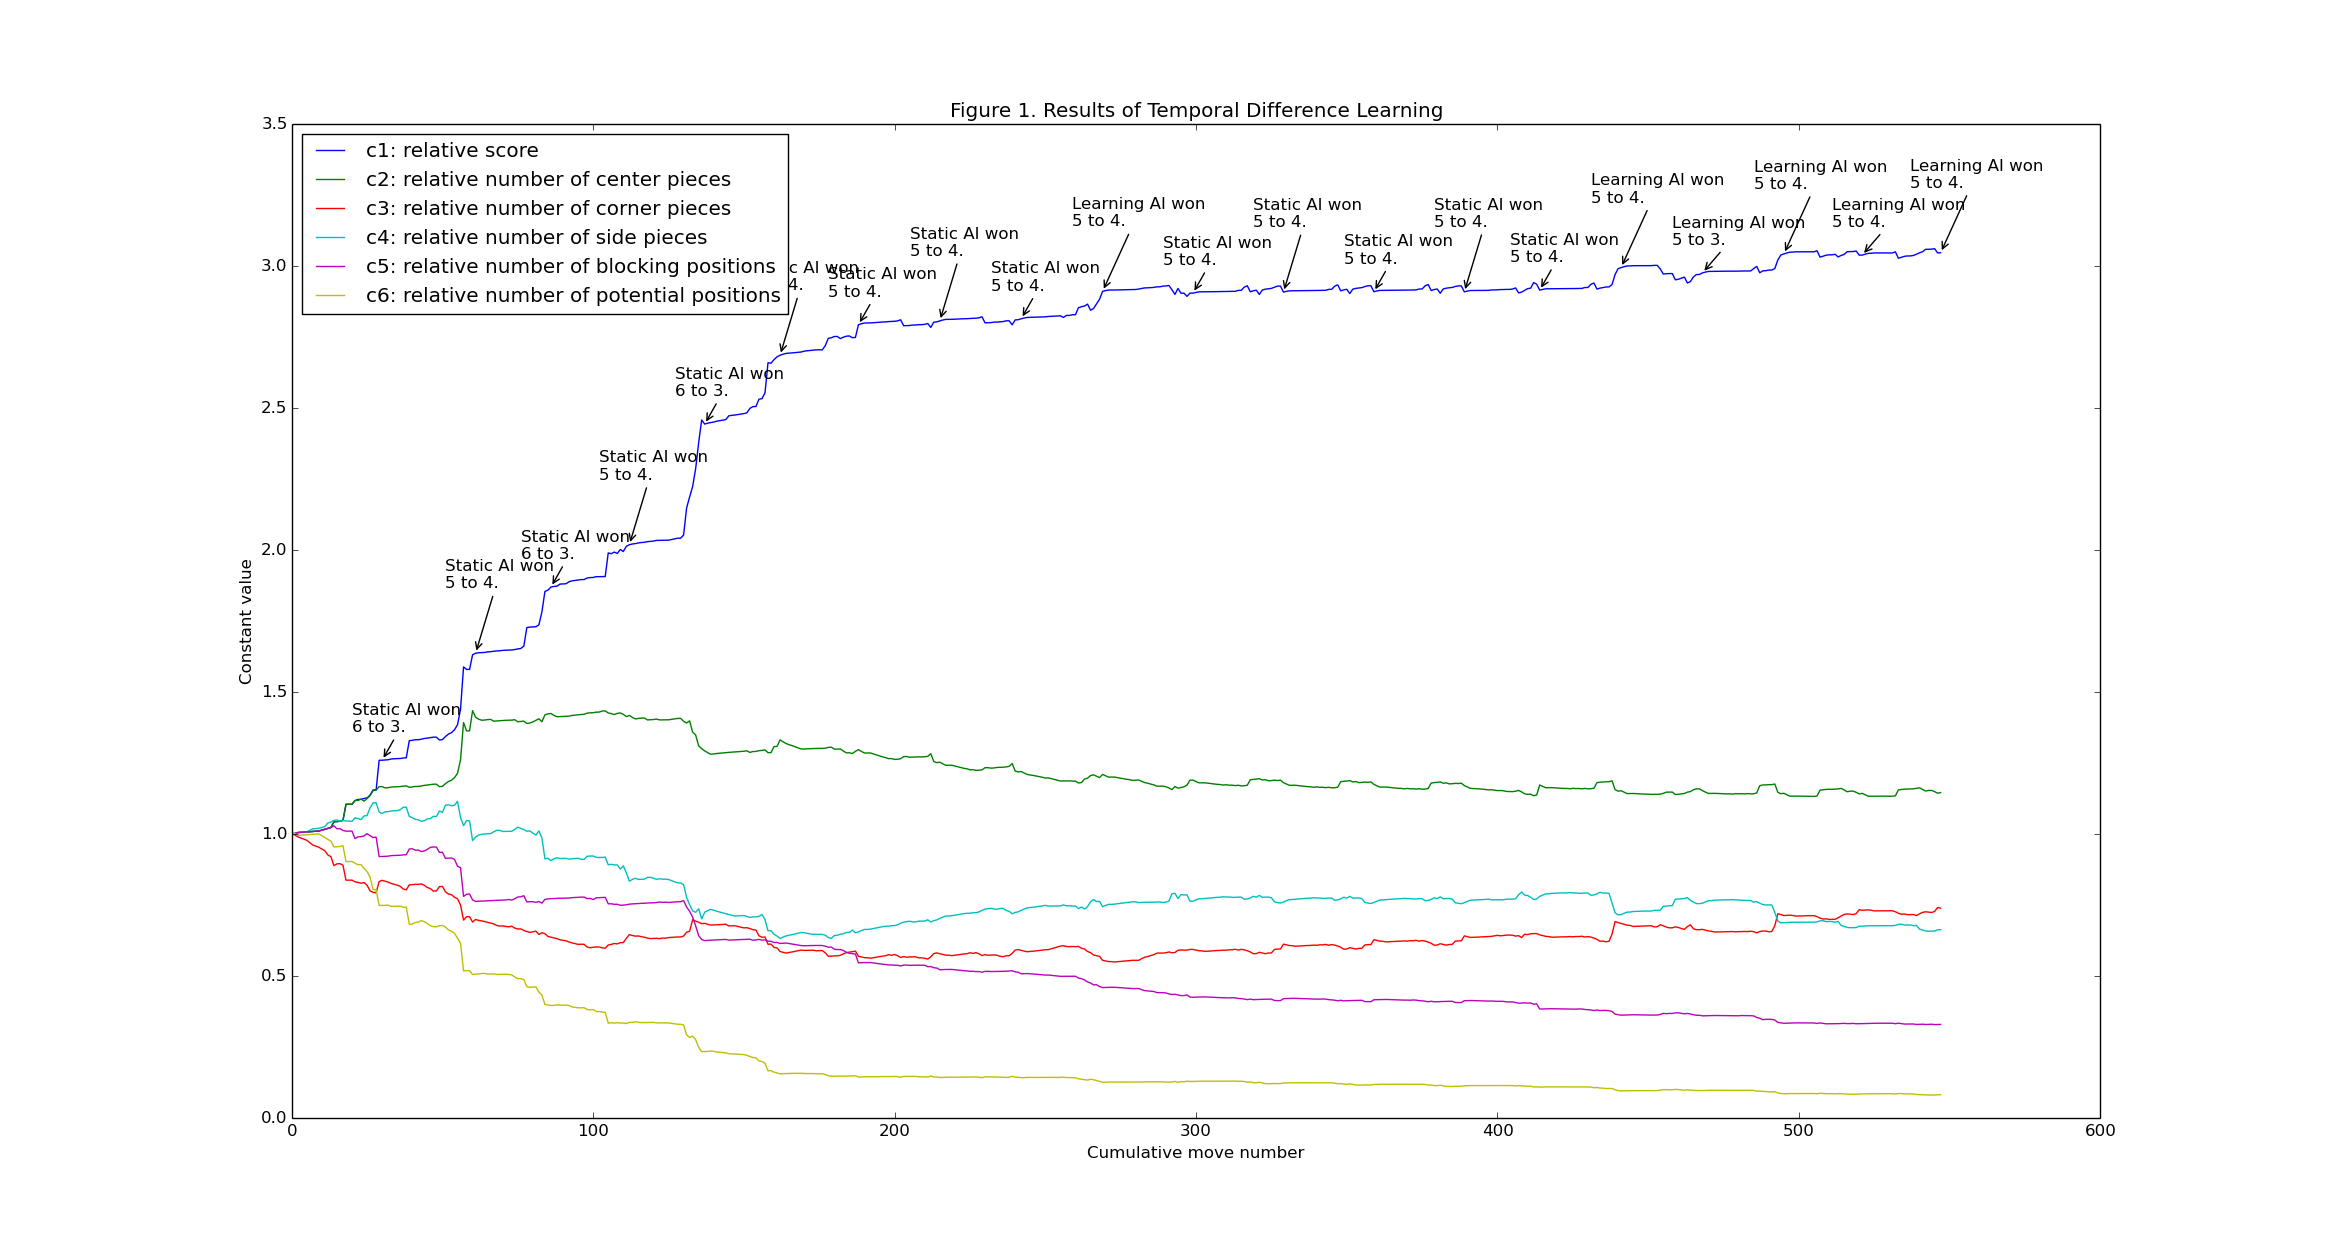 Figure 1. Results of Temporal Difference Learning
3.5
3.0
2.5
2.0
1.5
1.0
0.5
0.0
Constant value
c1: relative score
c2: relative number of center pieces
c3: relative number of corner pieces
c4: relative number of side pieces
c5: relative number of blocking positions
c6: relative number of potential positions
Static AI won
6 to 3.
Static AI won
5 to 4.
Static AI won
6 to 3.
Static AI won
5 to 4.
Static AI won
6 to 3.
AI won
4.
Static AI won
5 to 4.
Static AI won
5 to 4.
Static AI won
5 to 4.
Learning AI won
5 to 4.
Static AI won
5 to 4.
Static AI won
5 to 4.
Static AI won
5 to 4.
Static AI won
5 to 4.
Static AI won
5 to 4.
Learning AI won
5 to 4.
Learning AI won
5 to 3.
Learning AI won
5 to 4.
Learning AI won
5 to 4.
Learning AI won
5 to 4.
0
100
200
300
400
500
600
Cumulative move number